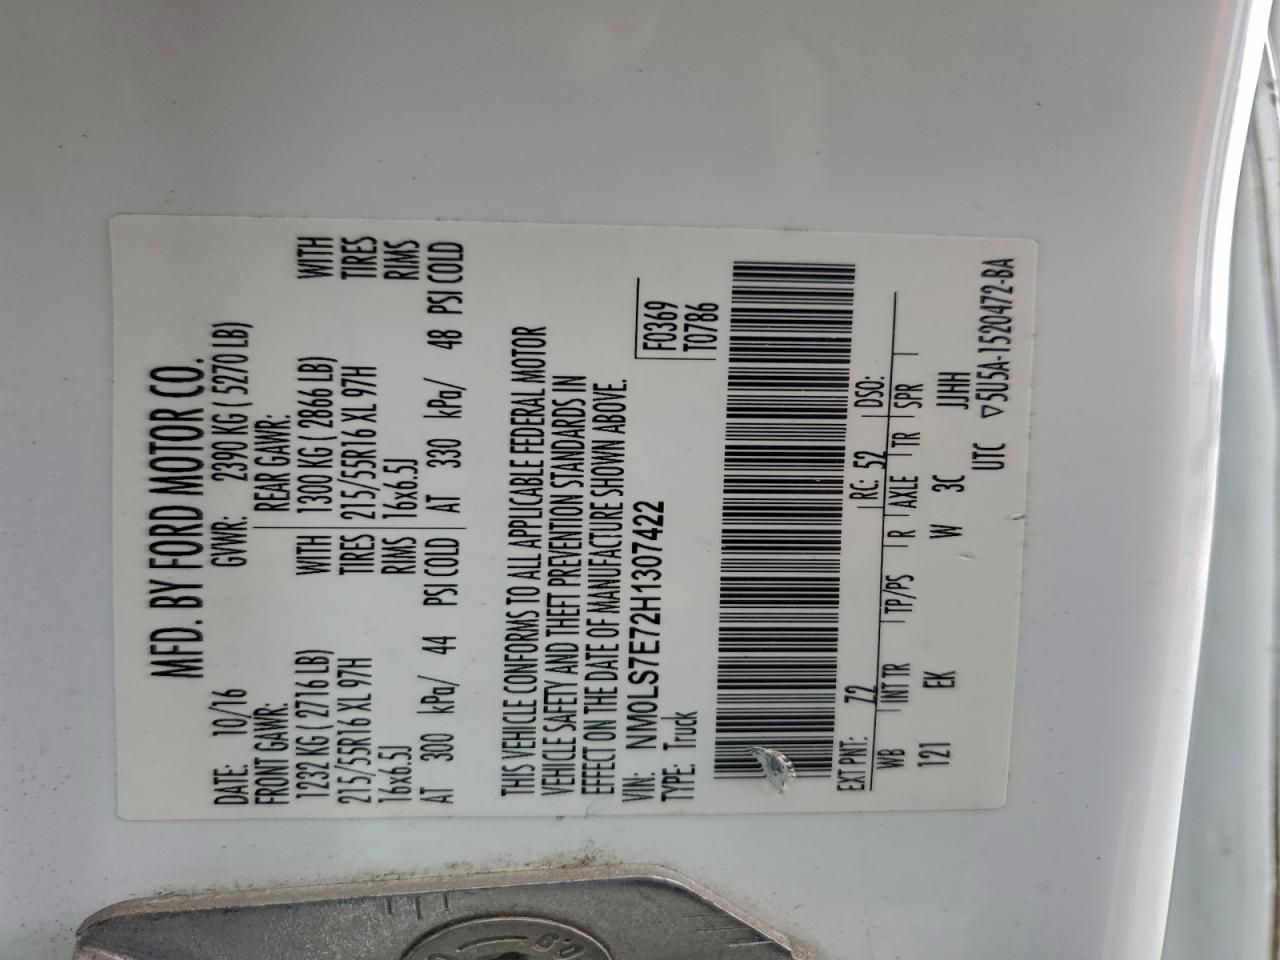 MFD. BY FORD MOTOR CO.
DATE: 10/16 GVWR: 2390 KG ( 5270 LB)
FRONT GAWR: REAR GAWR:
1232 KG ( 2716 LB) WITH 1300 KG ( 2866 LB) WITH
215/55R16 XL 97H TIRES 215/55R16 XL 97H TIRES
16x6.5J RIMS 16x6.5J RIMS
AT 300 kPa/ 44 PSI COLD AT 330 kPa/ 48 PSI COLD
THIS VEHICLE CONFORMS TO ALL APPLICABLE FEDERAL MOTOR
VEHICLE SAFETY AND THEFT PREVENTION STANDARDS IN
EFFECT ON THE DATE OF MANUFACTURE SHOWN ABOVE.
VIN: NM0LS7E72H1307422
TYPE: Truck
F0369
T0786
EXT PNT: Z2 RC: 52 DSO:
WB INT TR TP/PS R AXLE TR SPR
121 EK W 3C JJHH
UTC ▽5U5A-1520472-BA